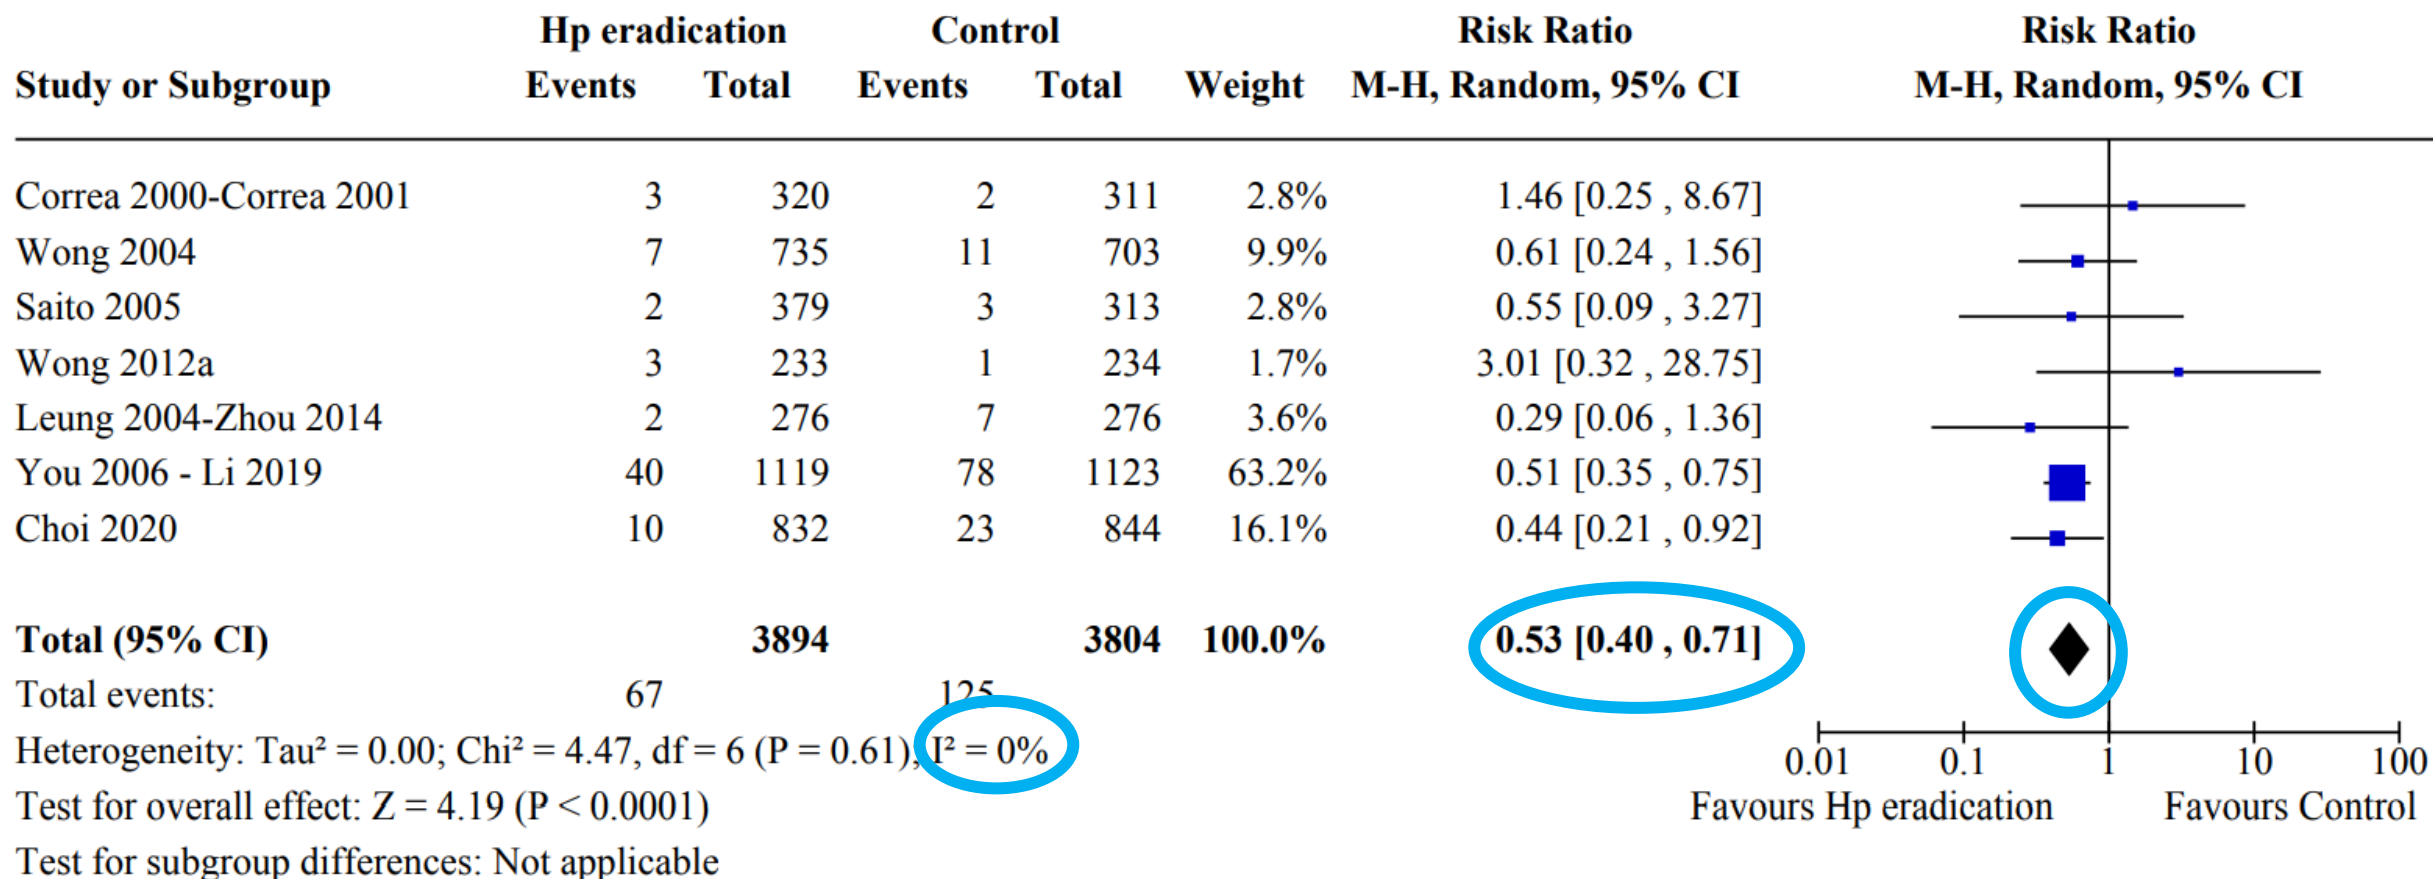 Hp eradication Control Risk Ratio Risk Ratio
Study or Subgroup Events Total Events Total Weight M-H, Random, 95% CI M-H, Random, 95% CI
Correa 2000-Correa 2001 3 320 2 311 2.8% 1.46 [0.25 , 8.67]
Wong 2004 7 735 11 703 9.9% 0.61 [0.24 , 1.56]
Saito 2005 2 379 3 313 2.8% 0.55 [0.09 , 3.27]
Wong 2012a 3 233 1 234 1.7% 3.01 [0.32 , 28.75]
Leung 2004-Zhou 2014 2 276 7 276 3.6% 0.29 [0.06 , 1.36]
You 2006 - Li 2019 40 1119 78 1123 63.2% 0.51 [0.35 , 0.75]
Choi 2020 10 832 23 844 16.1% 0.44 [0.21 , 0.92]
Total (95% CI) 3894 3804 100.0% 0.53 [0.40 , 0.71]
Total events: 67 125
Heterogeneity: Tau² = 0.00; Chi² = 4.47, df = 6 (P = 0.61), I² = 0%
0.01 0.1 1 10 100
Test for overall effect: Z = 4.19 (P < 0.0001) Favours Hp eradication Favours Control
Test for subgroup differences: Not applicable